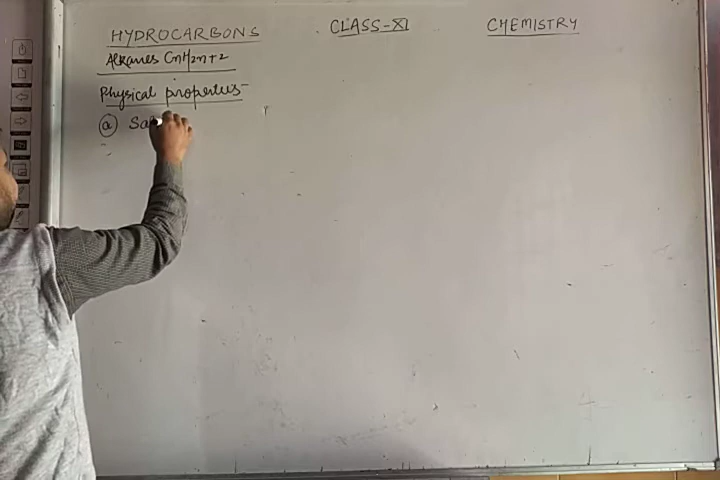 HYDROCARBONS CLASS-XI CHEMISTRY
Alkanes CnH2n+2
Physical properties-
(a) Sa